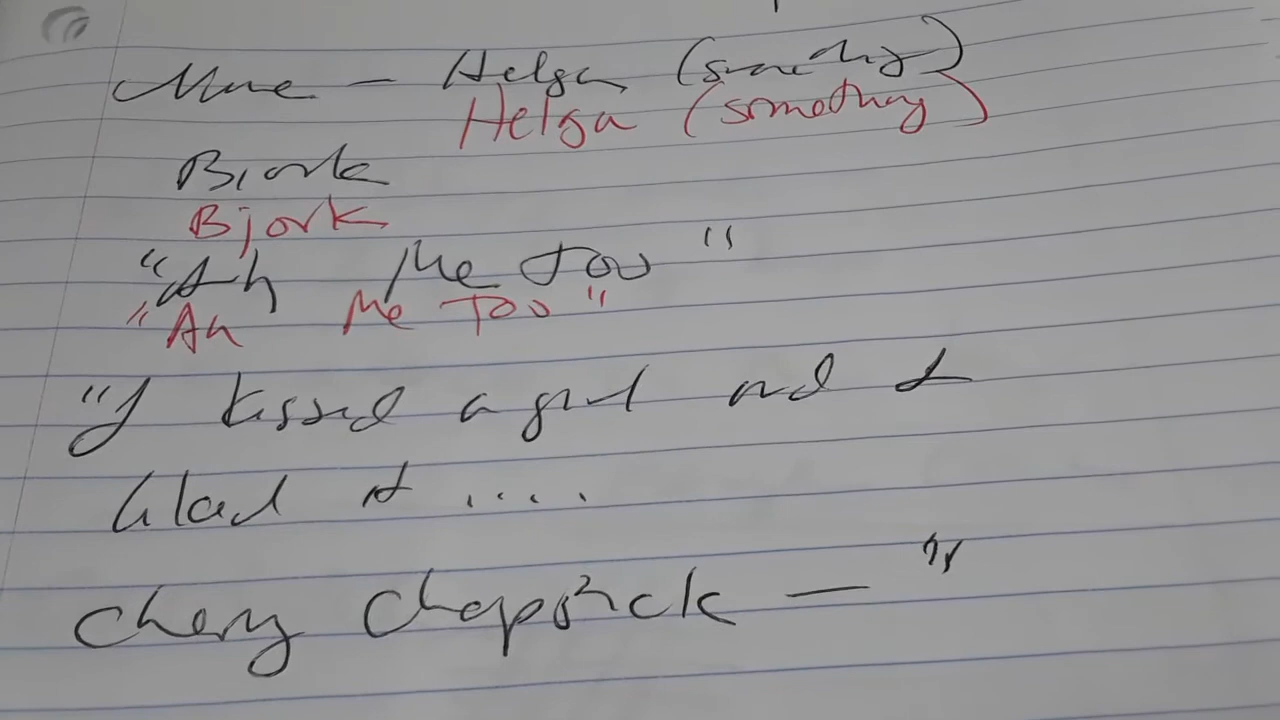 Mine - Helga (something)
Helga (something)
Bjork
Bjork
"Ah Me Too"
"Ah Me Too"
"I kissed a girl and I
liked it ....
Cherry Chapstick - "